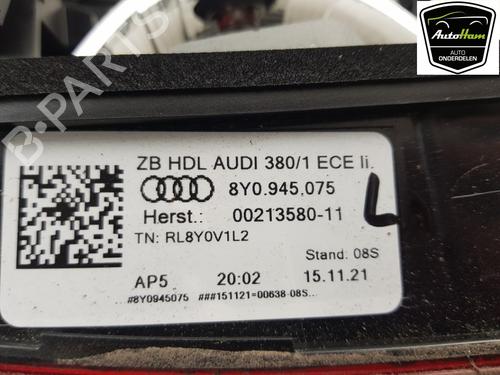 AutoHam
AUTO
ONDERDELEN
B-PARTS
ZB HDL AUDI 380/1 ECE li.
8Y0.945.075
Herst.: 00213580-11
L
TN: RL8Y0V1L2
Stand: 08S
AP5 20:02 15.11.21
#8Y0945075 ###151121=00638-08S...